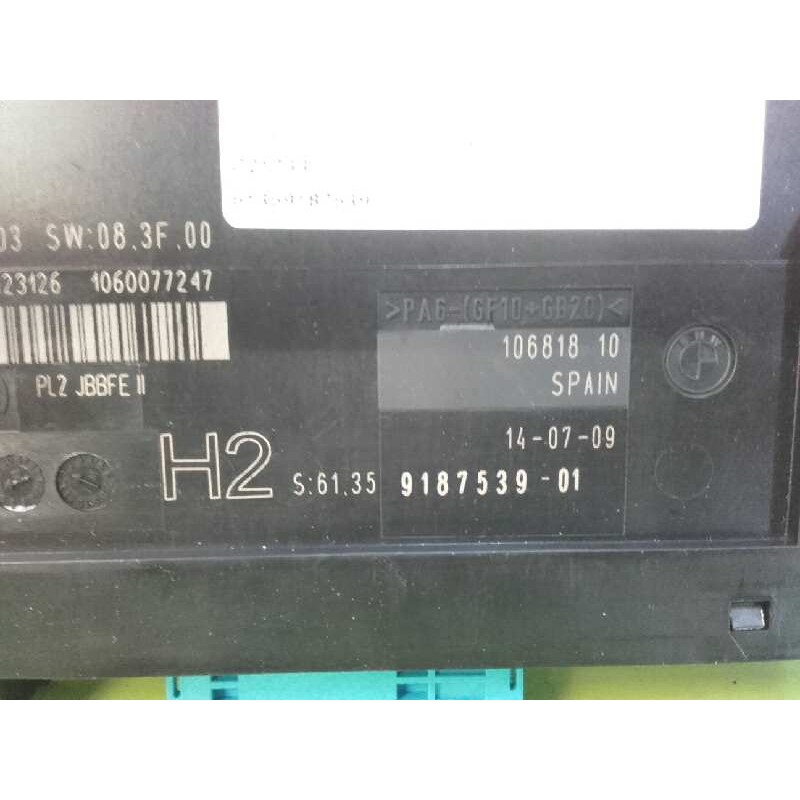 03 SW:08.3F.00
23126 1060077247
>PA6-(GF10+GB20)<
106818 10
PL2 JBBFE II
SPAIN
14-07-09
H2
S:61.35 9187539-01
BMW